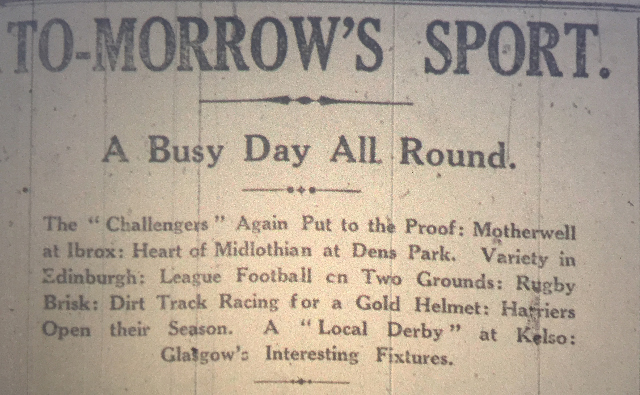 TO-MORROW'S SPORT.
A Busy Day All Round.
The "Challengers" Again Put to the Proof: Motherwell
at Ibrox: Heart of Midlothian at Dens Park. Variety in
Edinburgh: League Football on Two Grounds: Rugby
Brisk: Dirt Track Racing for a Gold Helmet: Harriers
Open their Season. A "Local Derby" at Kelso:
Glasgow's Interesting Fixtures.